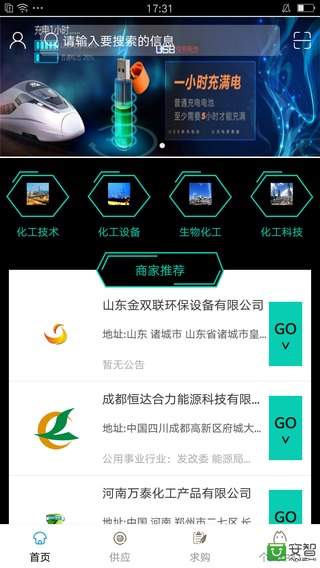 17:31
充电1小时
请输入要搜索的信息
USB
一小时充满电
普通充电电池
至少需要5小时才能充满
化工技术
化工设备
生物化工
化工科技
商家推荐
山东金双联环保设备有限公司
地址:山东 诸城市 山东省诸城市皇...
暂无公告
GO
成都恒达合力能源科技有限...
地址:中国四川成都高新区府城大...
公用事业行业：发改委 能源局...
GO
河南万泰化工产品有限公司
地址:中国 河南 郑州市二七区 长
GO
首页
供应
求购
个
安智